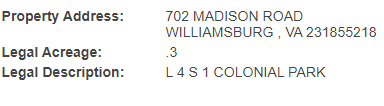 Property Address: 702 MADISON ROAD
WILLIAMSBURG , VA 231855218
Legal Acreage: .3
Legal Description: L 4 S 1 COLONIAL PARK